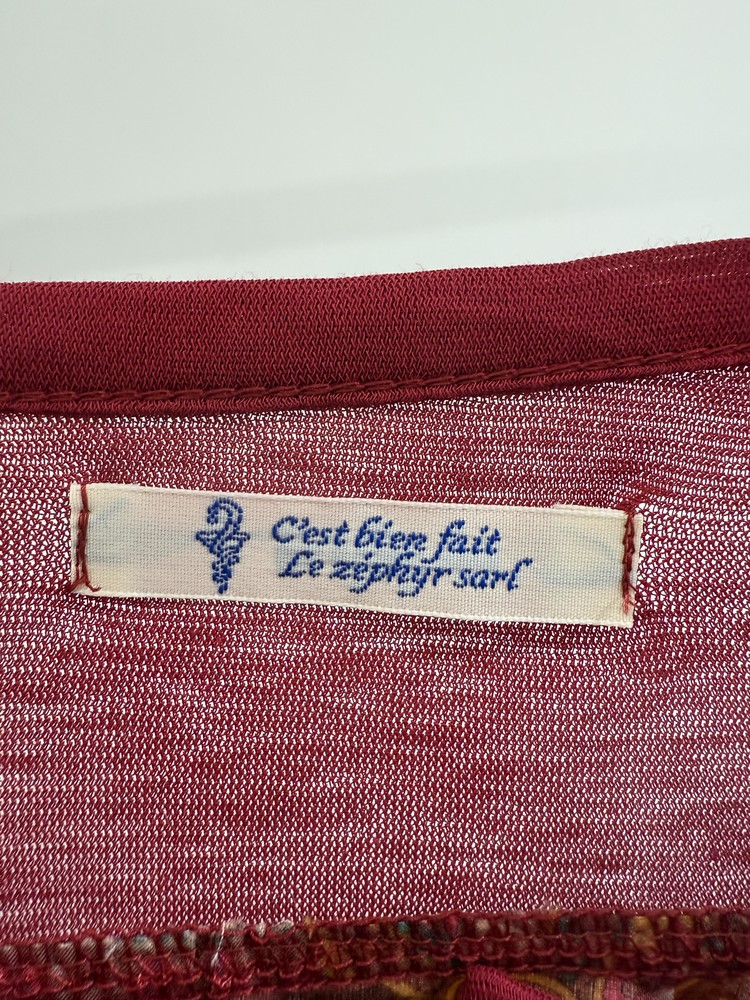 C'est bien fait
Le zéphyr sarl